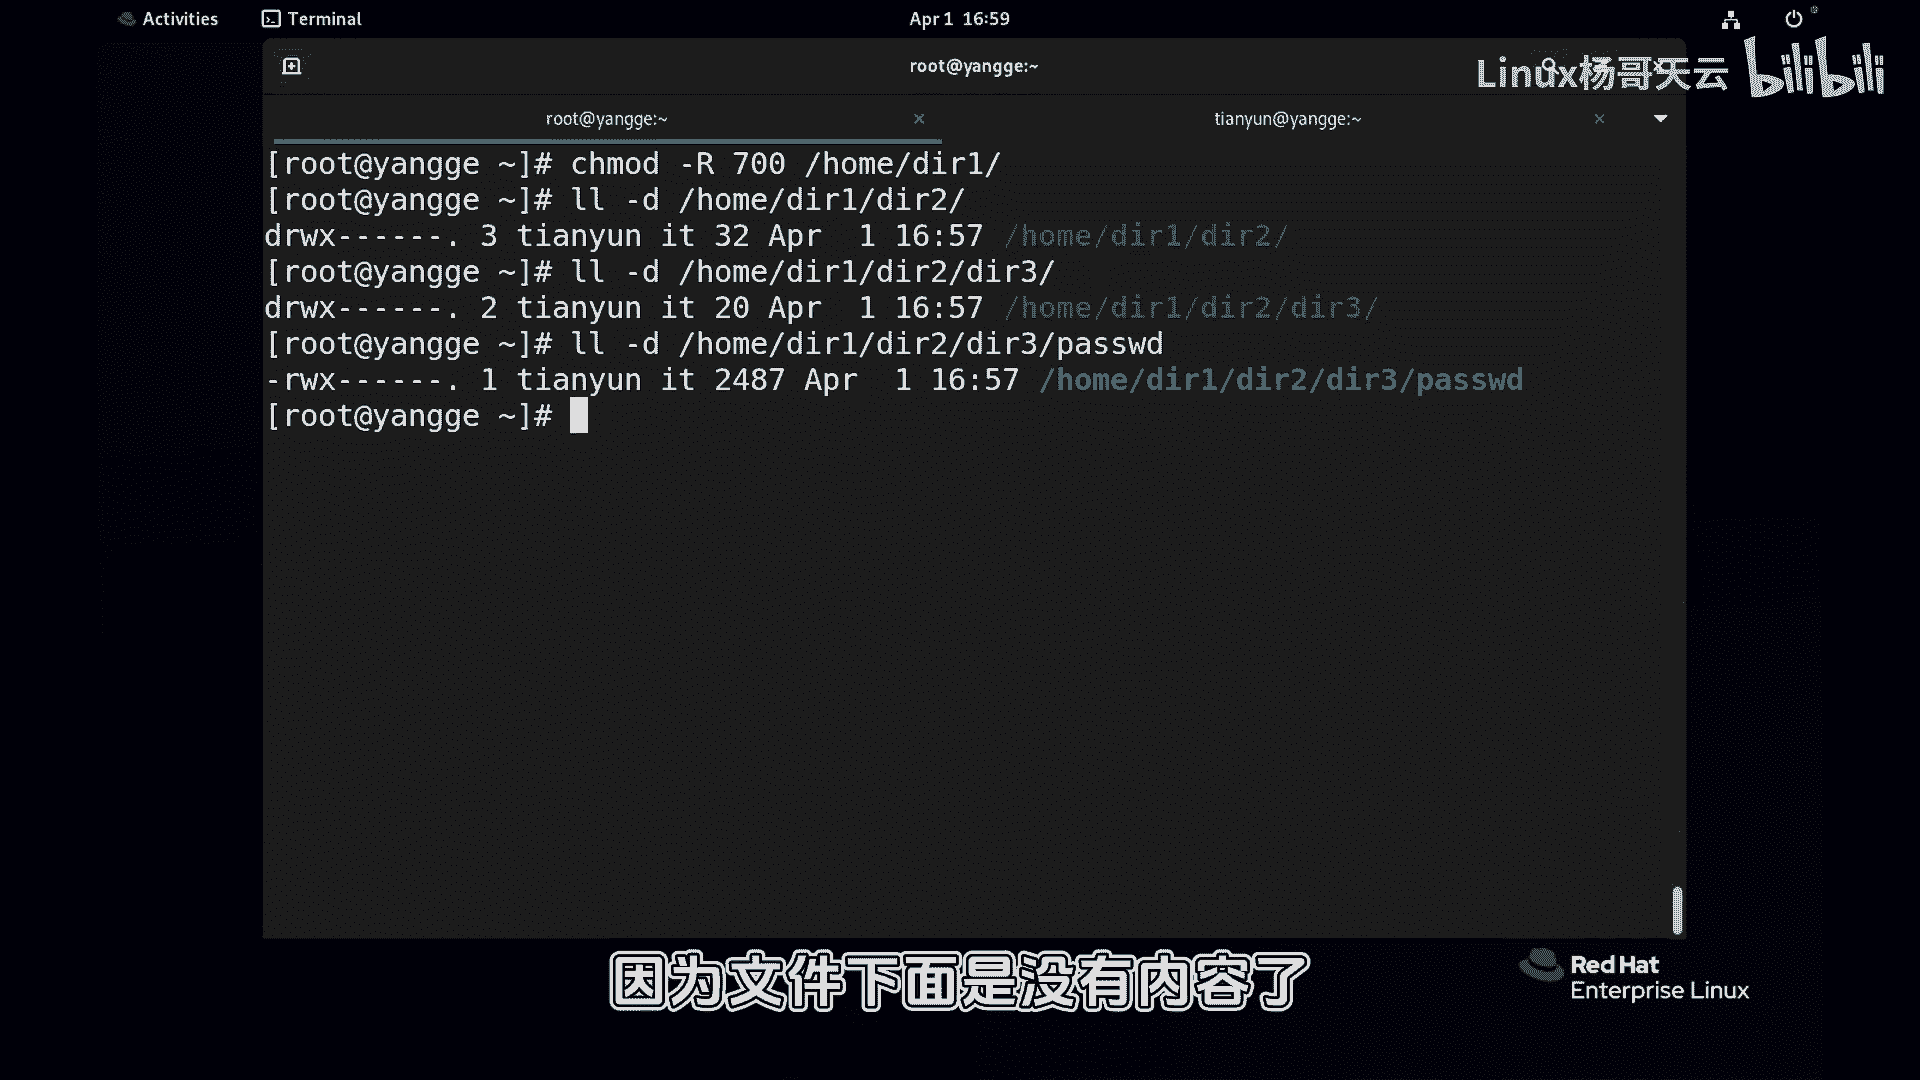 Activities Terminal Apr 1 16:59
root@yangge:~
Linux杨哥天云 bilibili
root@yangge:~ × tianyun@yangge:~ ×
[root@yangge ~]# chmod -R 700 /home/dir1/
[root@yangge ~]# ll -d /home/dir1/dir2/
drwx------. 3 tianyun it 32 Apr  1 16:57 /home/dir1/dir2/
[root@yangge ~]# ll -d /home/dir1/dir2/dir3/
drwx------. 2 tianyun it 20 Apr  1 16:57 /home/dir1/dir2/dir3/
[root@yangge ~]# ll -d /home/dir1/dir2/dir3/passwd
-rwx------. 1 tianyun it 2487 Apr  1 16:57 /home/dir1/dir2/dir3/passwd
[root@yangge ~]#
因为文件下面是没有内容了
Red Hat
Enterprise Linux